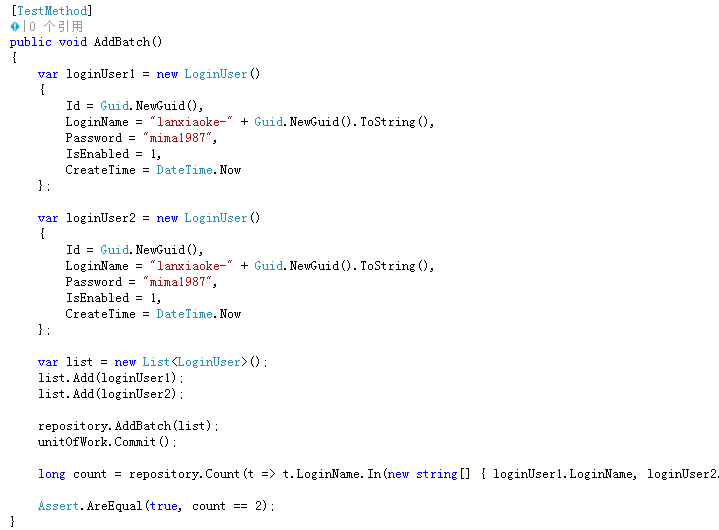 [TestMethod]
|0 个引用
public void AddBatch()
{
    var loginUser1 = new LoginUser()
    {
        Id = Guid.NewGuid(),
        LoginName = "lanxiaoke-" + Guid.NewGuid().ToString(),
        Password = "mima1987",
        IsEnabled = 1,
        CreateTime = DateTime.Now
    };

    var loginUser2 = new LoginUser()
    {
        Id = Guid.NewGuid(),
        LoginName = "lanxiaoke-" + Guid.NewGuid().ToString(),
        Password = "mima1987",
        IsEnabled = 1,
        CreateTime = DateTime.Now
    };

    var list = new List<LoginUser>();
    list.Add(loginUser1);
    list.Add(loginUser2);

    repository.AddBatch(list);
    unitOfWork.Commit();

    long count = repository.Count(t => t.LoginName.In(new string[] { loginUser1.LoginName, loginUser2.

    Assert.AreEqual(true, count == 2);
}